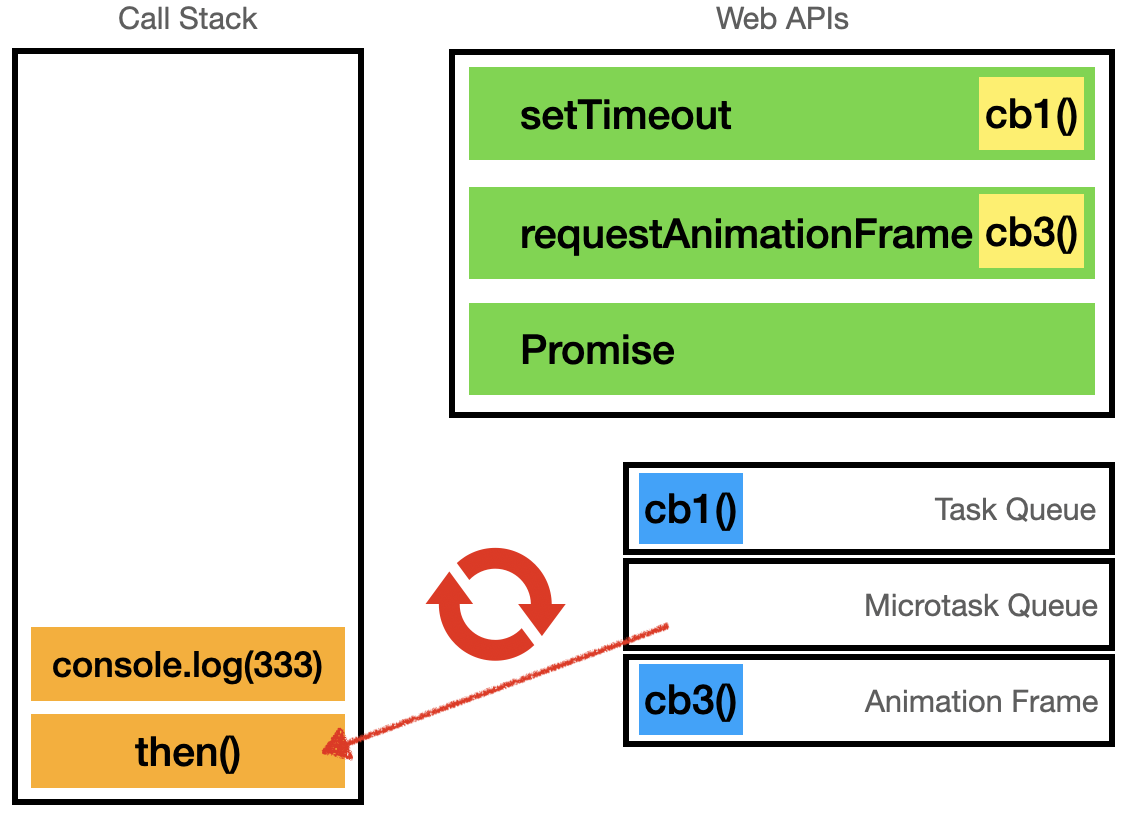 Call Stack
Web APIs
setTimeout cb1()
requestAnimationFrame cb3()
Promise
cb1() Task Queue
Microtask Queue
cb3() Animation Frame
console.log(333)
then()